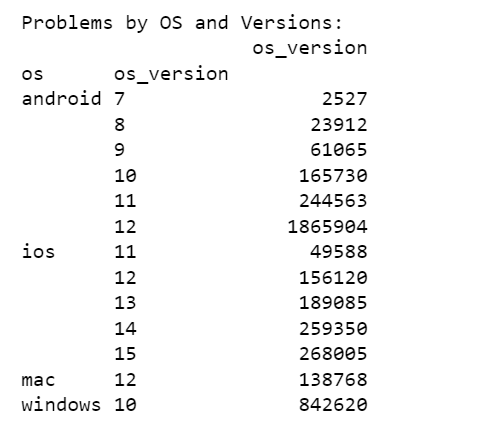 Problems by OS and Versions:
os_version
os os_version
android 7 2527
8 23912
9 61065
10 165730
11 244563
12 1865904
ios 11 49588
12 156120
13 189085
14 259350
15 268005
mac 12 138768
windows 10 842620